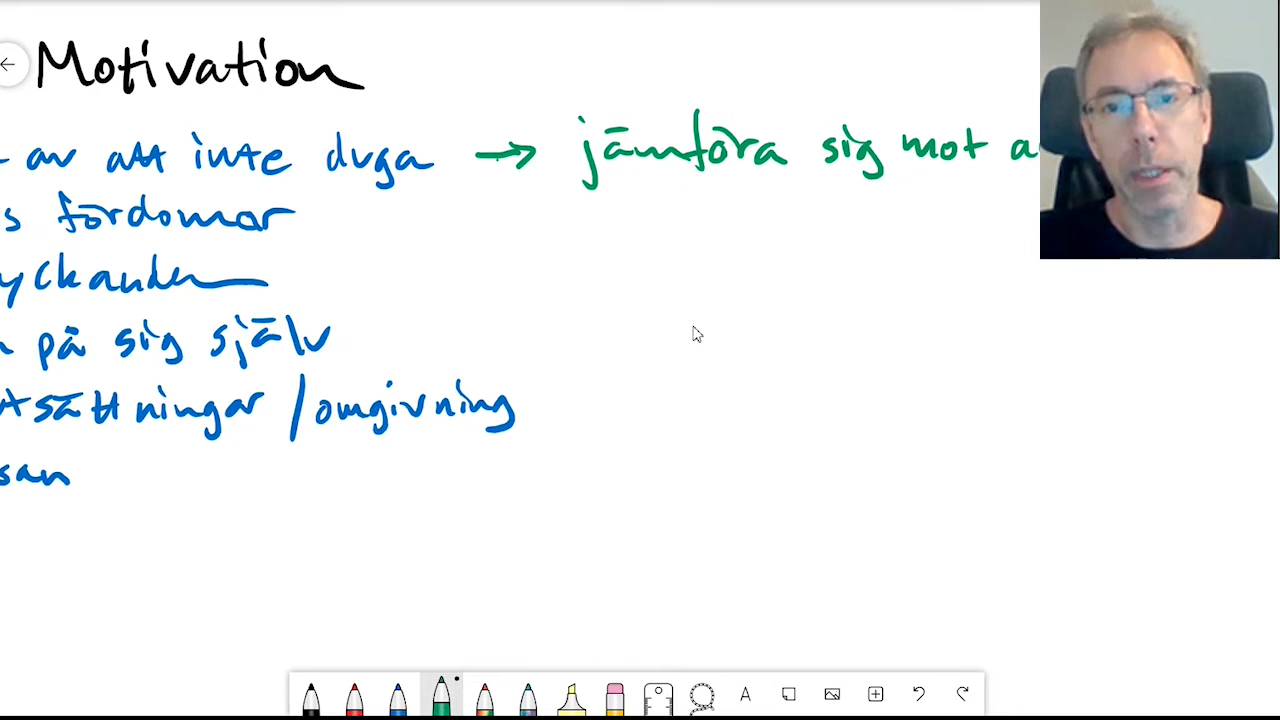 Motivation
av att inte duga → jämföra sig mot a
s fördomar
yckanden
på sig själv
tsättningar / omgivning
san
A